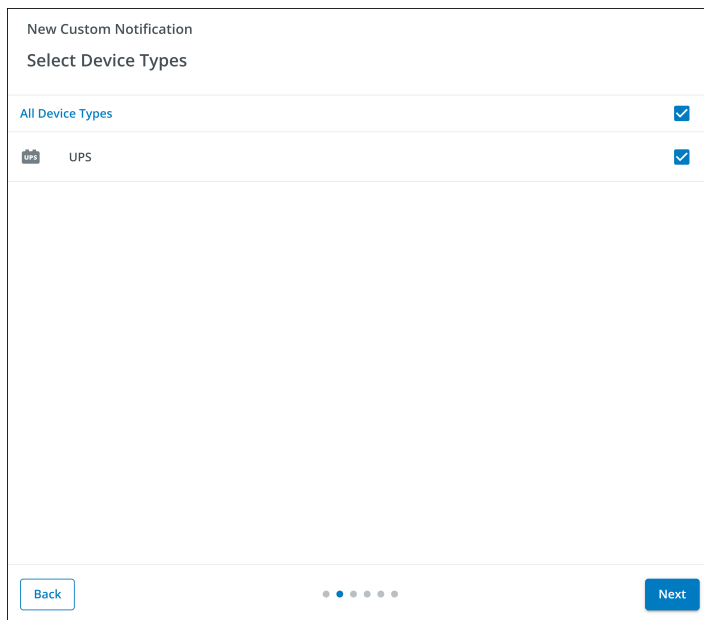 New Custom Notification
Select Device Types
All Device Types
UPS UPS
Back Next